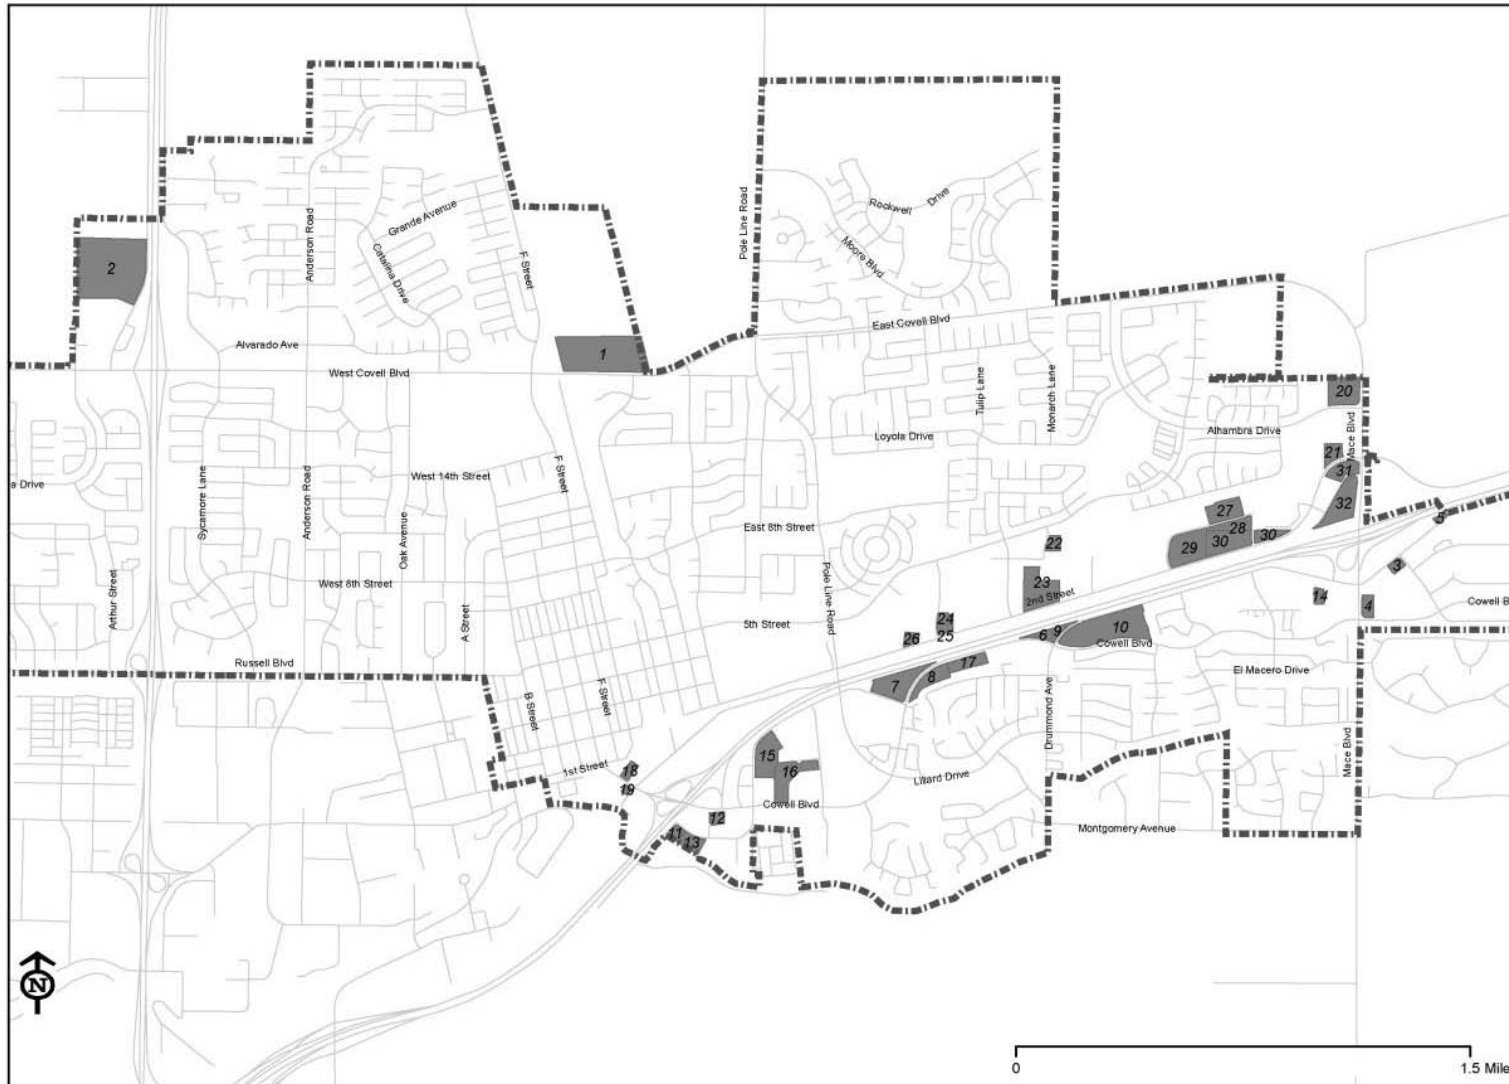 Rockwell Drive
Grande Avenue
Pole Line Road
Anderson Road
Moore Blvd
F Street
Catalina Drive
2
East Covell Blvd
Alvarado Ave
1
West Covell Blvd
Tulip Lane
Monarch Lane
20
Loyola Drive
Alhambra Drive
Mace Blvd
21
31
a Drive
West 14th Street
F Street
Sycamore Lane
Anderson Road
Oak Avenue
East 8th Street
27
28
32
5
22
29
30
30
3
West 8th Street
Arthur Street
A Street
Pole Line Road
23
2nd Street
14
4
Cowell B
5th Street
24
25
26
6
9
10
Cowell Blvd
Russell Blvd
El Macero Drive
7
8
17
B Street
F Street
Drummond Ave
Mace Blvd
15
16
1st Street
18
19
Lillard Drive
12
Cowell Blvd
11
13
Montgomery Avenue
N
0
1.5 Mile